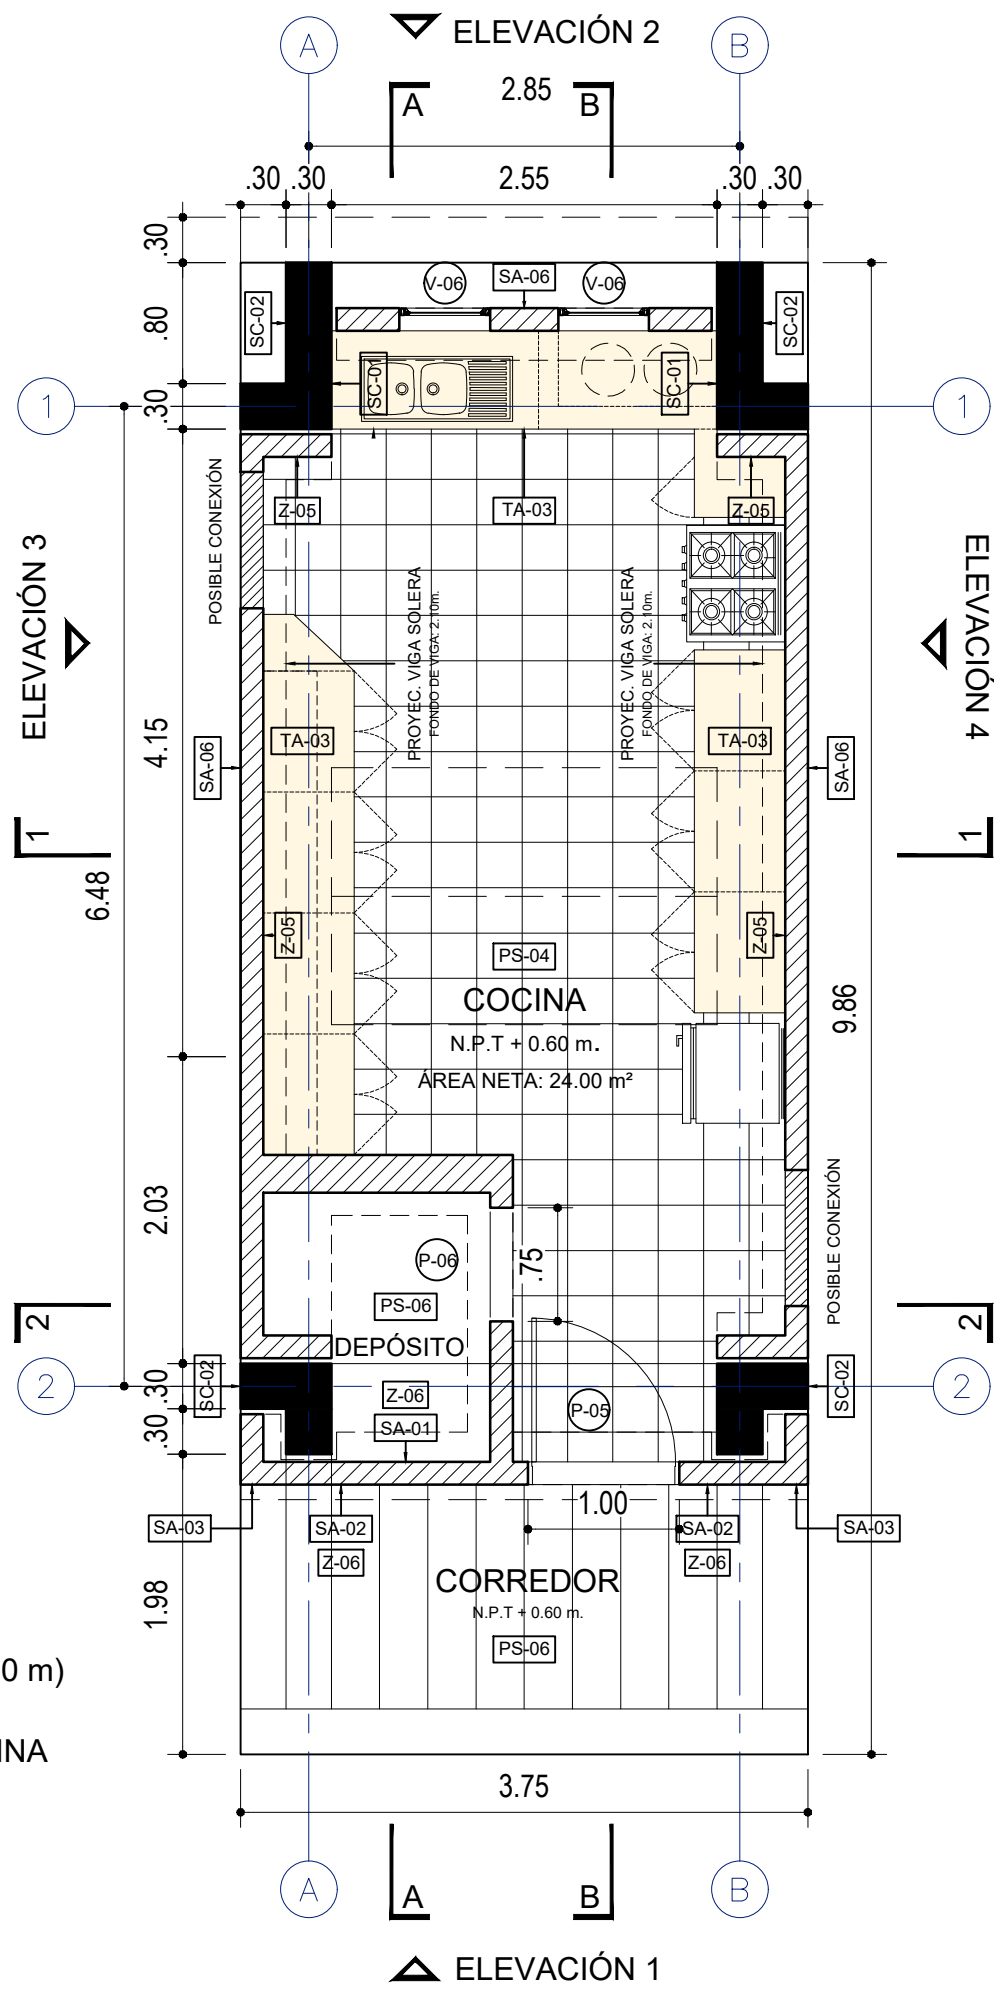 ELEVACIÓN 2
A
B
A
2.85
B
.30
.30
2.55
.30
.30
.30
V-06
SA-06
V-06
SC-02
SC-02
.80
SC-01
SC-01
1
.30
1
POSIBLE CONEXIÓN
Z-05
TA-03
Z-05
ELEVACIÓN 3
ELEVACIÓN 4
PROYEC. VIGA SOLERA
FONDO DE VIGA: 2.10m.
PROYEC. VIGA SOLERA
FONDO DE VIGA: 2.10m.
4.15
TA-03
TA-03
SA-06
SA-06
1
1
6.48
Z-05
Z-05
PS-04
COCINA
N.P.T + 0.60 m.
ÁREA NETA: 24.00 m²
9.86
2.03
.75
POSIBLE CONEXIÓN
P-06
PS-06
2
2
DEPÓSITO
2
.30
SC-02
SC-02
2
Z-06
P-05
.30
SA-01
1.00
SA-03
SA-02
SA-02
SA-03
Z-06
Z-06
CORREDOR
N.P.T + 0.60 m.
1.98
PS-06
0 m)
INA
3.75
A
A
B
B
ELEVACIÓN 1